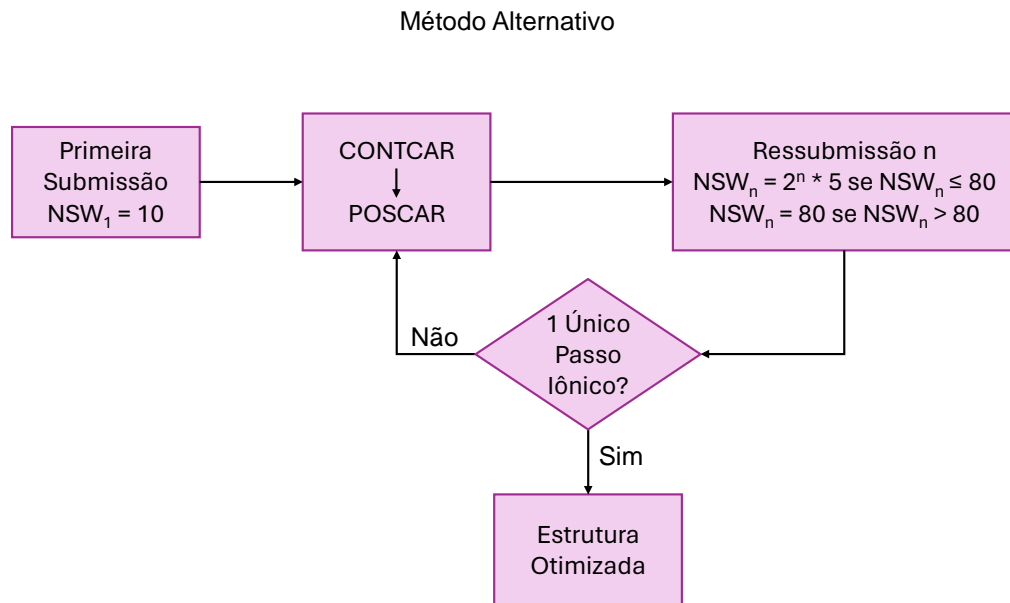 Método Alternativo
Primeira
Submissão
NSW₁ = 10
CONTCAR
POSCAR
Ressubmissão n
NSWₙ = 2ⁿ * 5 se NSWₙ ≤ 80
NSWₙ = 80 se NSWₙ > 80
1 Único
Passo
Iônico?
Não
Sim
Estrutura
Otimizada